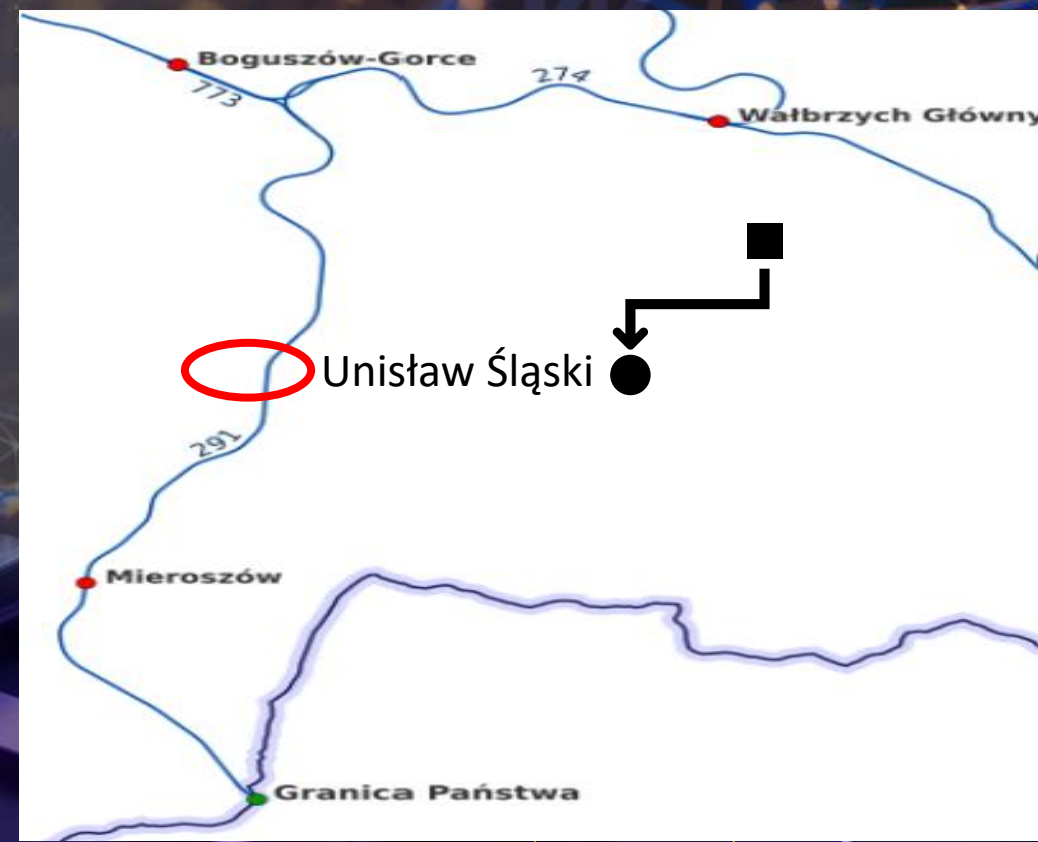 Boguszów-Gorce
773
274
Wałbrzych Główny
Unisław Śląski
291
Mieroszów
Granica Państwa